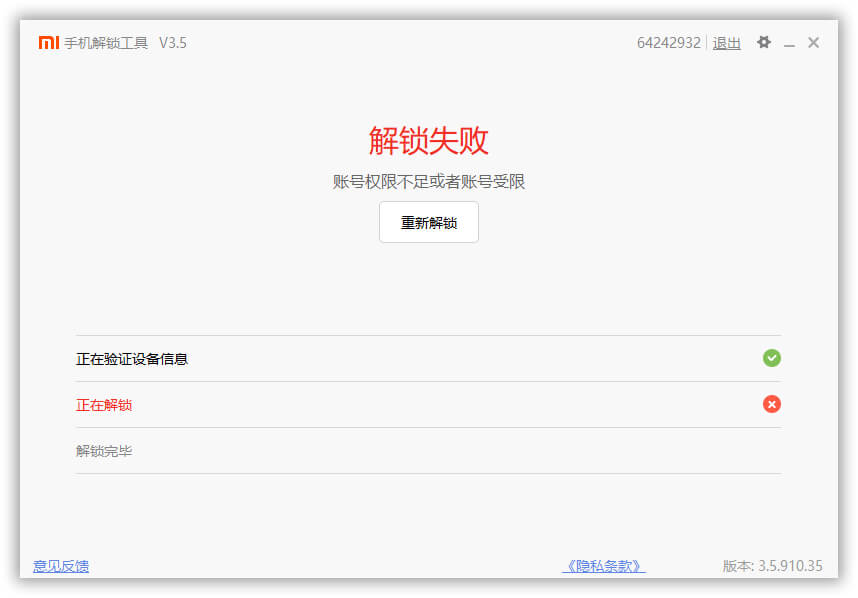 手机解锁工具 V3.5 64242932 退出
解锁失败
账号权限不足或者账号受限
重新解锁
正在验证设备信息
正在解锁
解锁完毕
意见反馈 《隐私条款》 版本: 3.5.910.35